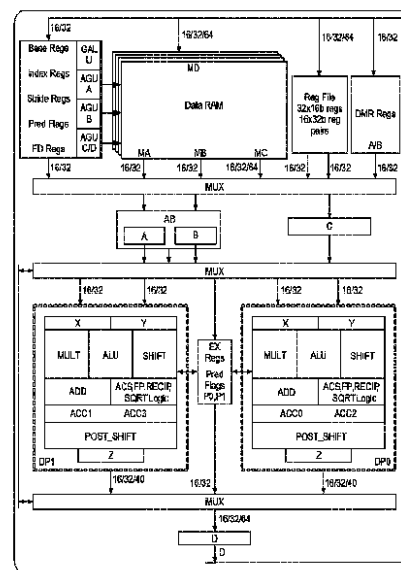 16/32 16/32/64 16/32/64 16/32
Base Regs GAL U
Index Regs AGU A
Stride Regs AGU B
Pred Flags AGU C/D
FD Regs
MD
Data RAM
MA MB MC
Reg File
32x16b regs
16x32b reg
pairs
DMR Regs
A/B
16/32 16/32 16/32 16/32/64 16/32 16/32 16/32
MUX
AB
A B
C
MUX
16/32 16/32 16/32 16/32
X Y
MULT ALU SHIFT
ADD ACS,FP,RECIP,
SQRT Logic
ACC1 ACC3
POST_SHIFT
Z
DP1
EX
Regs
Pred
Flags
P0,P1
X Y
MULT ALU SHIFT
ADD ACS,FP,RECIP,
SQRT Logic
ACC0 ACC2
POST_SHIFT
Z
DP0
16/32/40 16/32 16/32/40
MUX
16/32/64
D
D